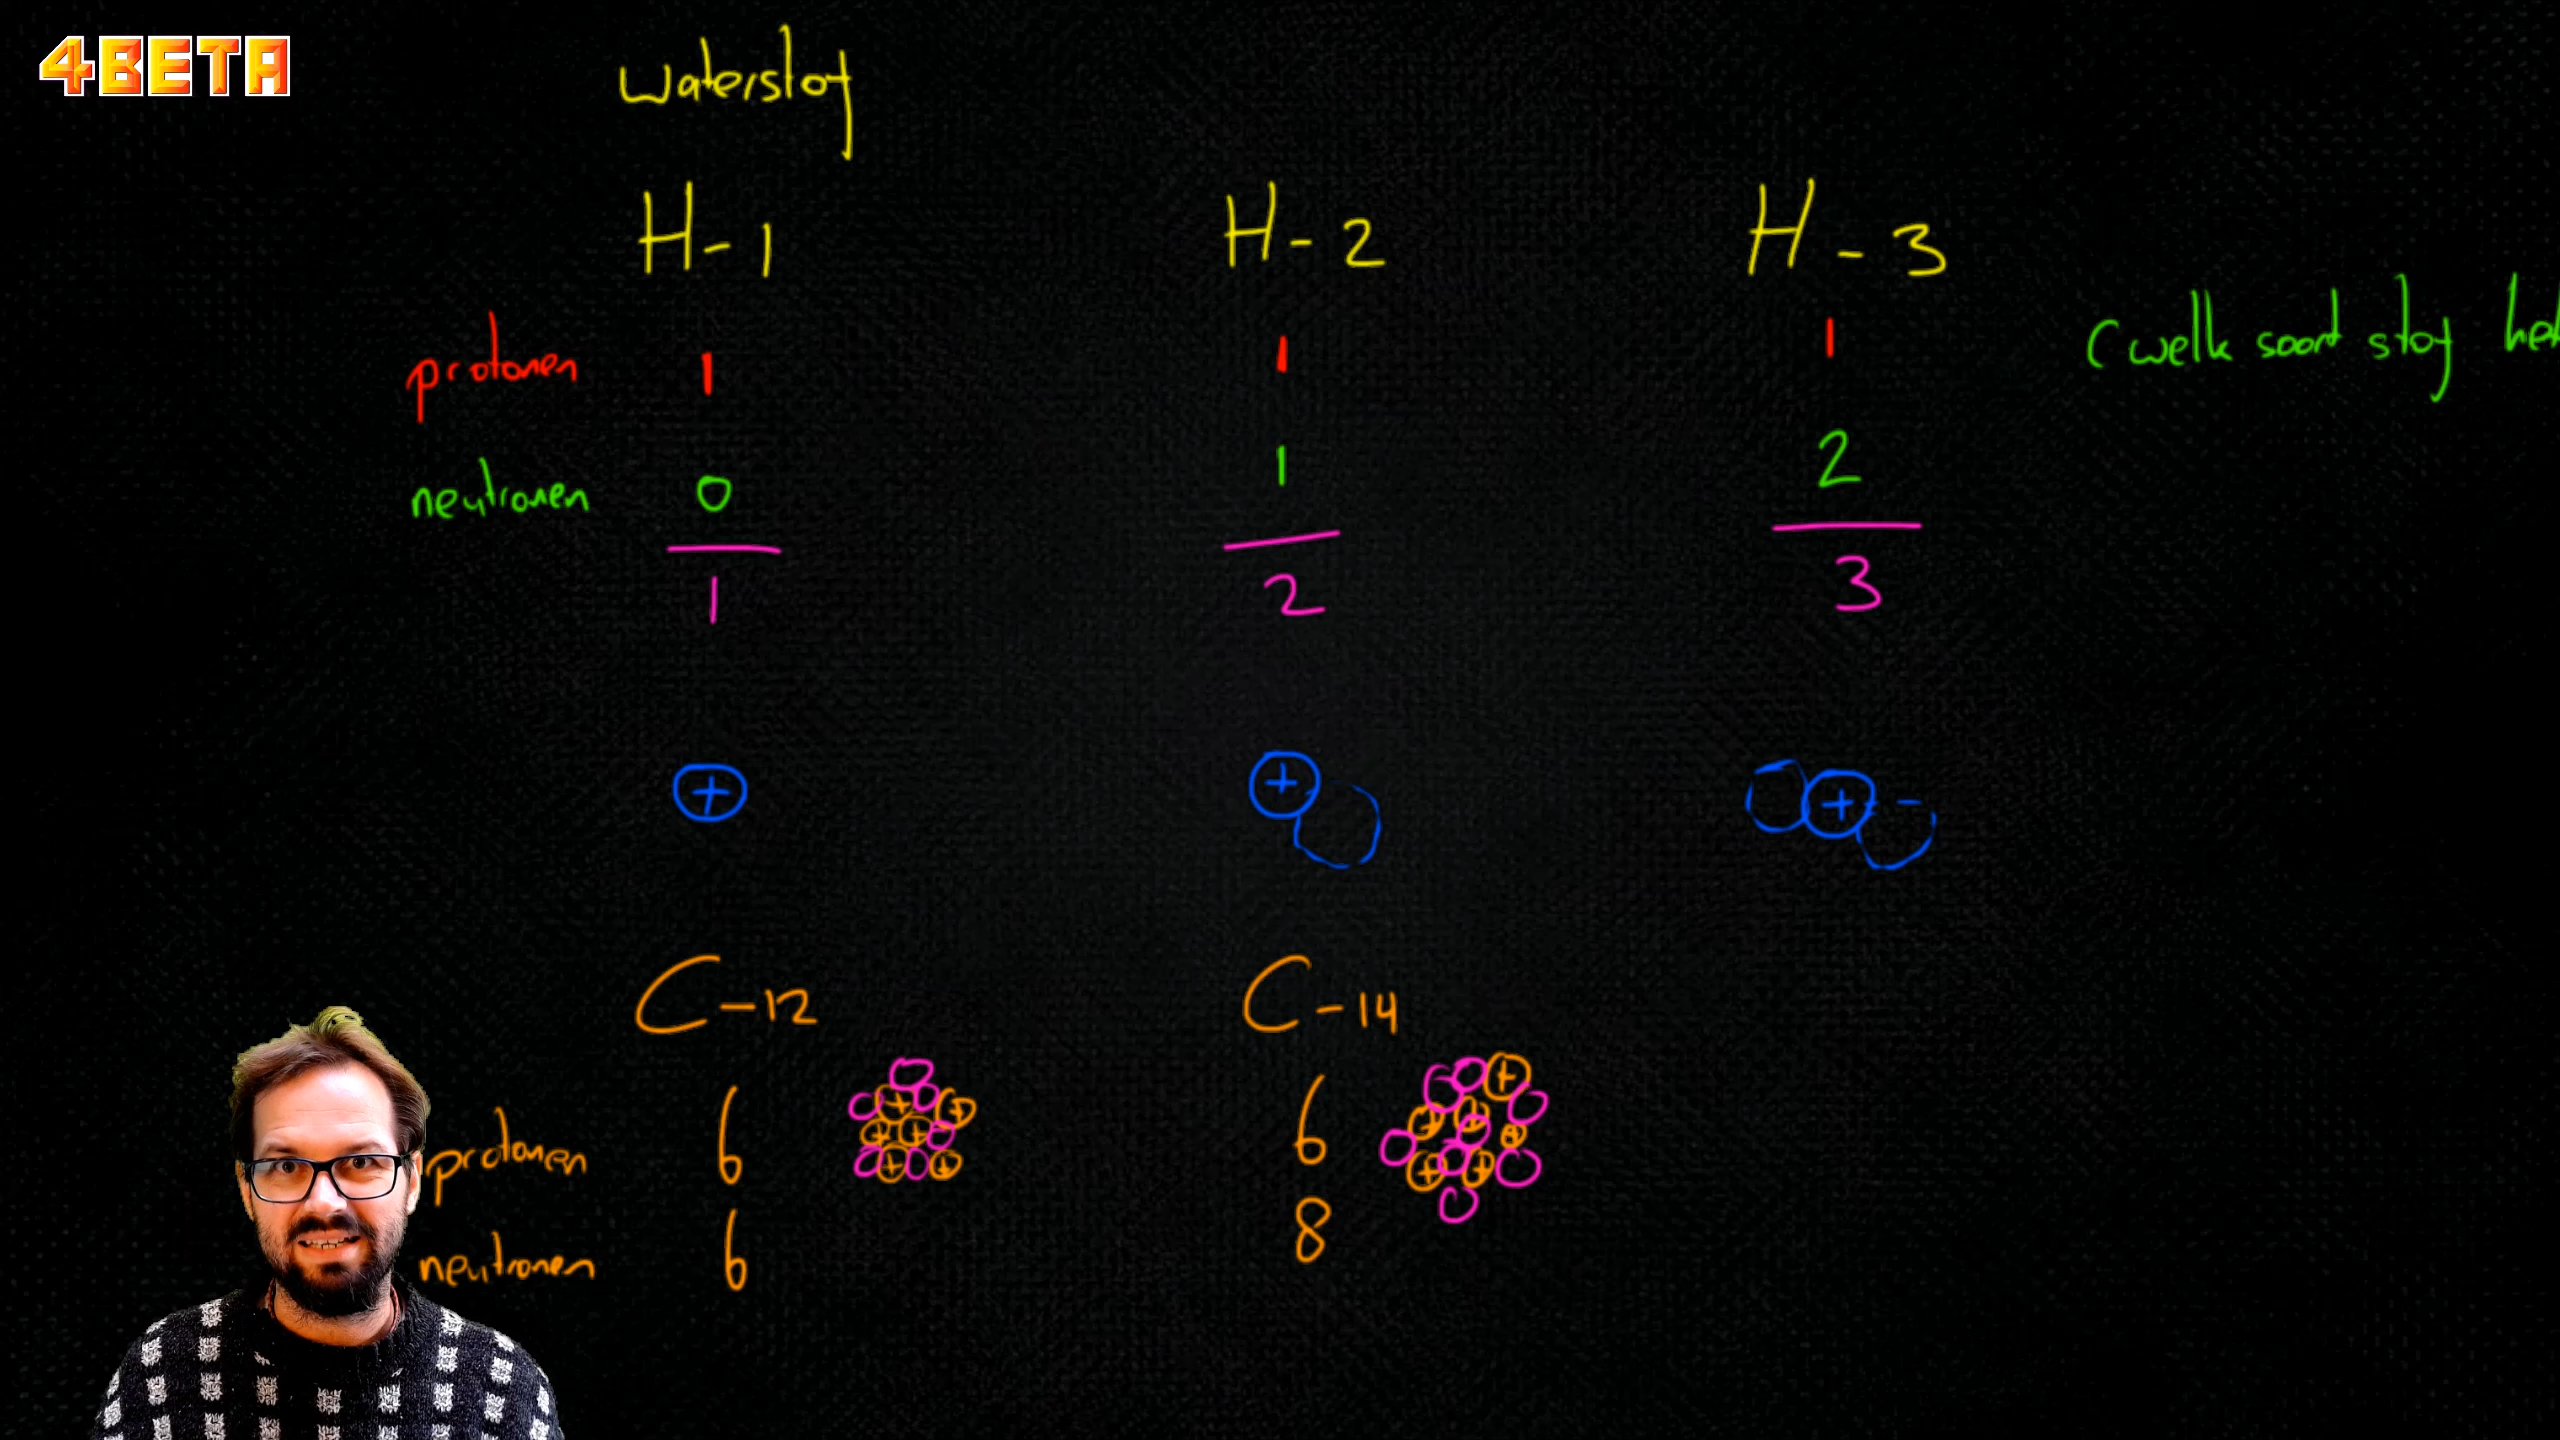 4BETA
waterstof
H-1 H-2 H-3
protonen 1 1 1 (welk soort stof het
neutronen 0 1 2
1 2 3
+ + +
C-12 C-14
protonen 6 6
neutronen 6 8